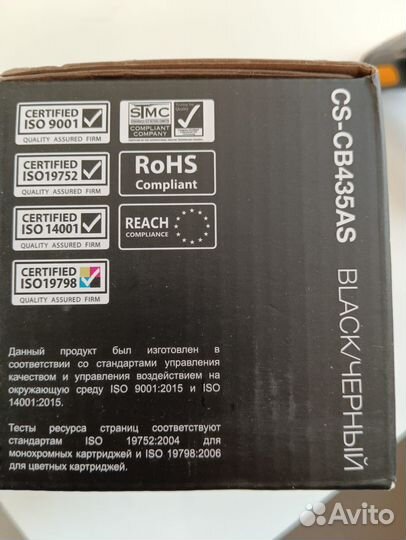 CERTIFIED
ISO 9001
QUALITY ASSURED FIRM
STMC
COMPLIANT
COMPANY
CERTIFIED
ISO19752
QUALITY ASSURED FIRM
RoHS
Compliant
CERTIFIED
ISO 14001
QUALITY ASSURED FIRM
REACH
COMPLIANCE
CERTIFIED
ISO19798
QUALITY ASSURED FIRM
CS-CB435AS BLACK/ЧЕРНЫЙ
Данный продукт был изготовлен в
соответствии со стандартами управления
качеством и управления воздействием на
окружающую среду ISO 9001:2015 и ISO
14001:2015.
Тесты ресурса страниц соответствуют
стандартам ISO 19752:2004 для
монохромных картриджей и ISO 19798:2006
для цветных картриджей.
Avito